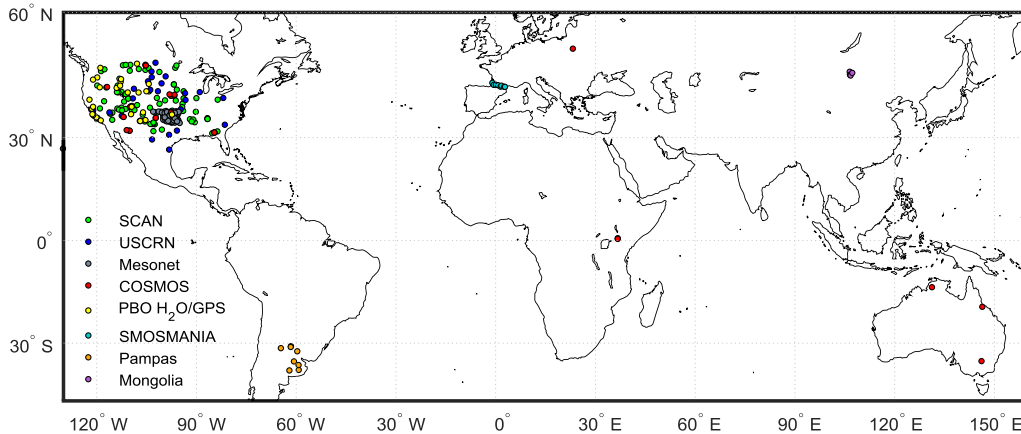 60° N
30° N
0°
30° S
SCAN
USCRN
Mesonet
COSMOS
PBO H₂O/GPS
SMOSMANIA
Pampas
Mongolia
120° W 90° W 60° W 30° W 0° 30° E 60° E 90° E 120° E 150° E